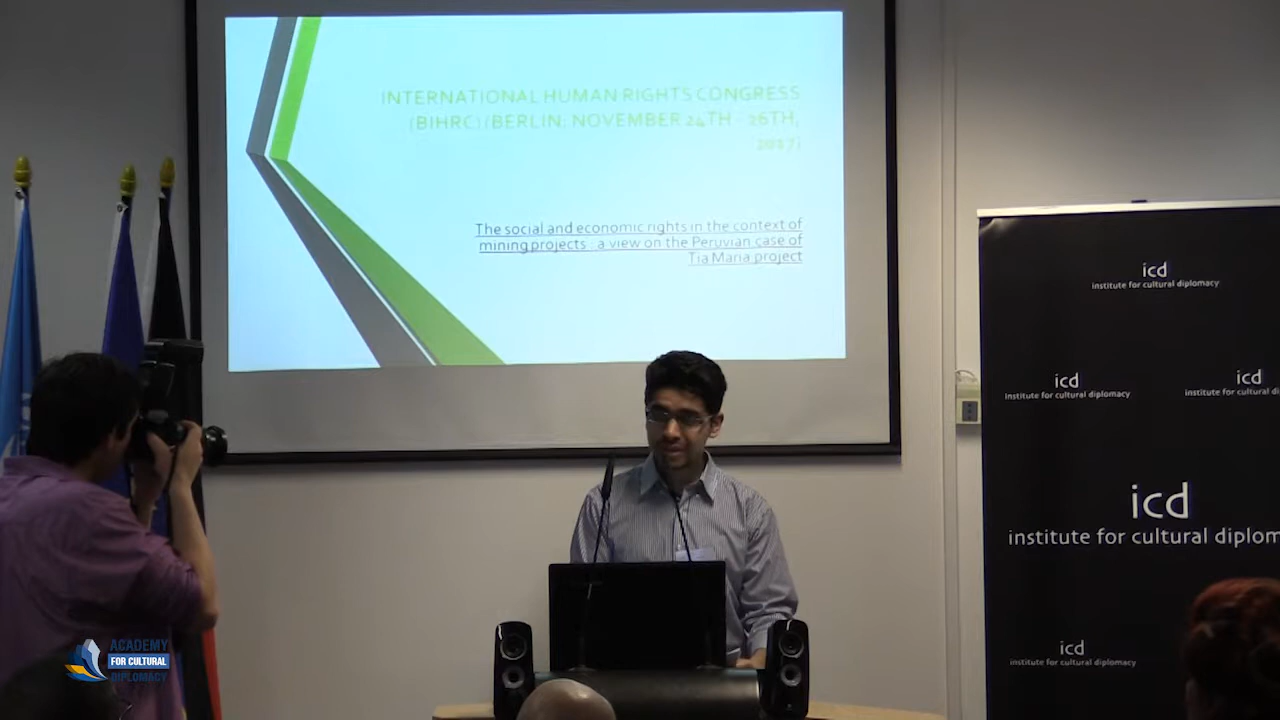 INTERNATIONAL HUMAN RIGHTS CONGRESS
(BIHRC) (BERLIN: NOVEMBER 24TH - 26TH,
2017)
The social and economic rights in the context of
mining projects : a view on the Peruvian case of
Tia Maria project
icd
institute for cultural diplomacy
icd
institute for cultural diplomacy
icd
institute for cultural di
icd
institute for cultural diplom
icd
institute for cultural diplomacy
ACADEMY
FOR CULTURAL
DIPLOMACY